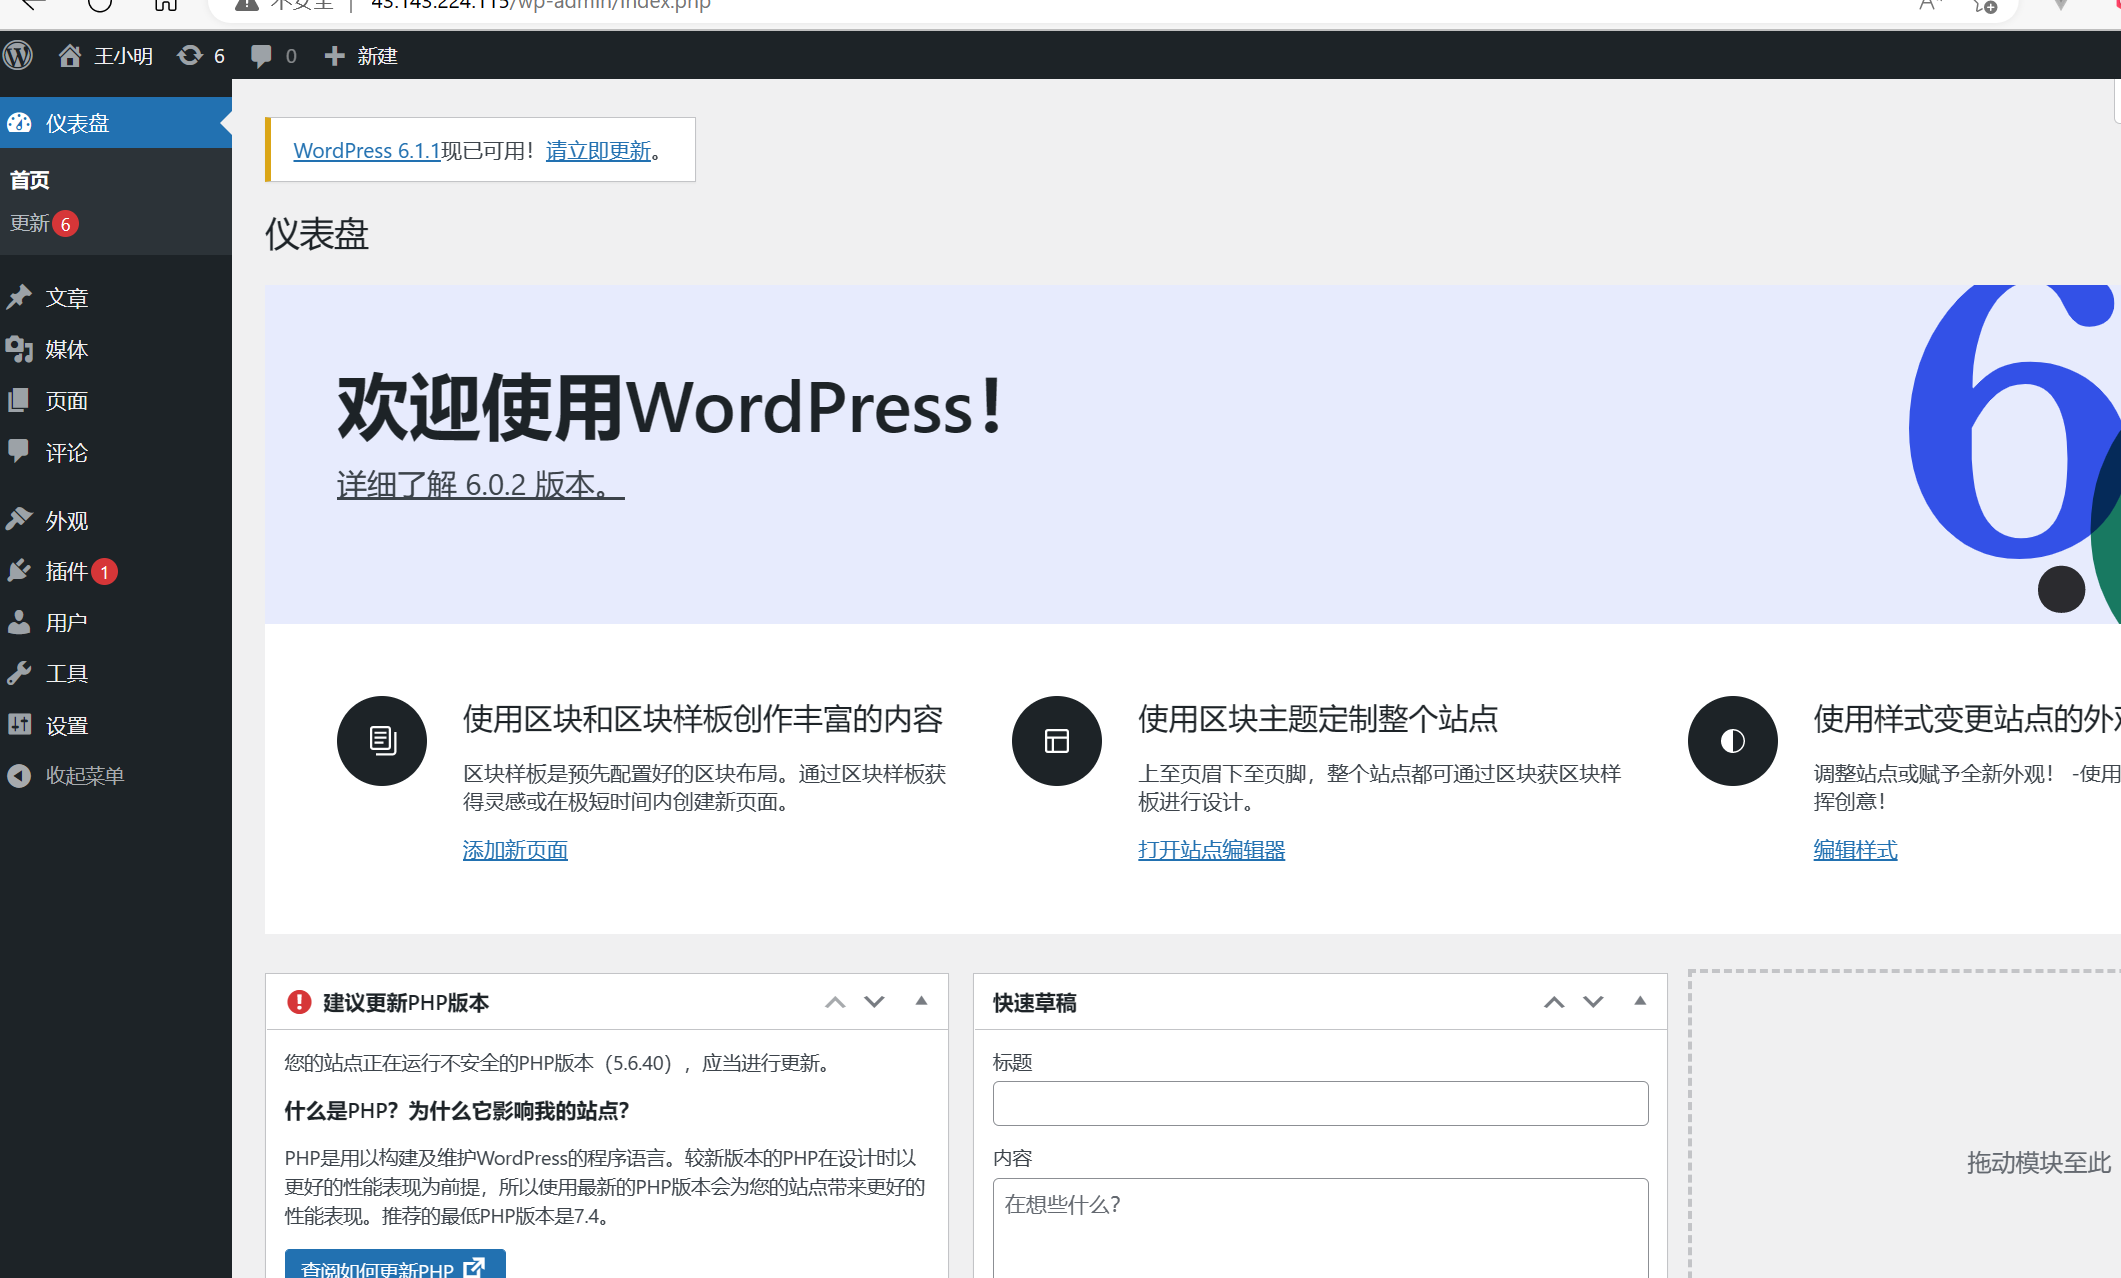 不安全 | 43.143.224.115/wp-admin/index.php
王小明 6 0 新建
仪表盘
首页
更新 6
文章
媒体
页面
评论
外观
插件 1
用户
工具
设置
收起菜单
WordPress 6.1.1现已可用！请立即更新。
仪表盘
欢迎使用WordPress！
详细了解 6.0.2 版本。
使用区块和区块样板创作丰富的内容
区块样板是预先配置好的区块布局。通过区块样板获
得灵感或在极短时间内创建新页面。
添加新页面
使用区块主题定制整个站点
上至页眉下至页脚，整个站点都可通过区块获区块样
板进行设计。
打开站点编辑器
使用样式变更站点的外
调整站点或赋予全新外观！ -使用
挥创意！
编辑样式
建议更新PHP版本
您的站点正在运行不安全的PHP版本（5.6.40），应当进行更新。
什么是PHP？为什么它影响我的站点？
PHP是用以构建及维护WordPress的程序语言。较新版本的PHP在设计时以
更好的性能表现为前提，所以使用最新的PHP版本会为您的站点带来更好的
性能表现。推荐的最低PHP版本是7.4。
查阅如何更新PHP
快速草稿
标题
内容
在想些什么？
拖动模块至此